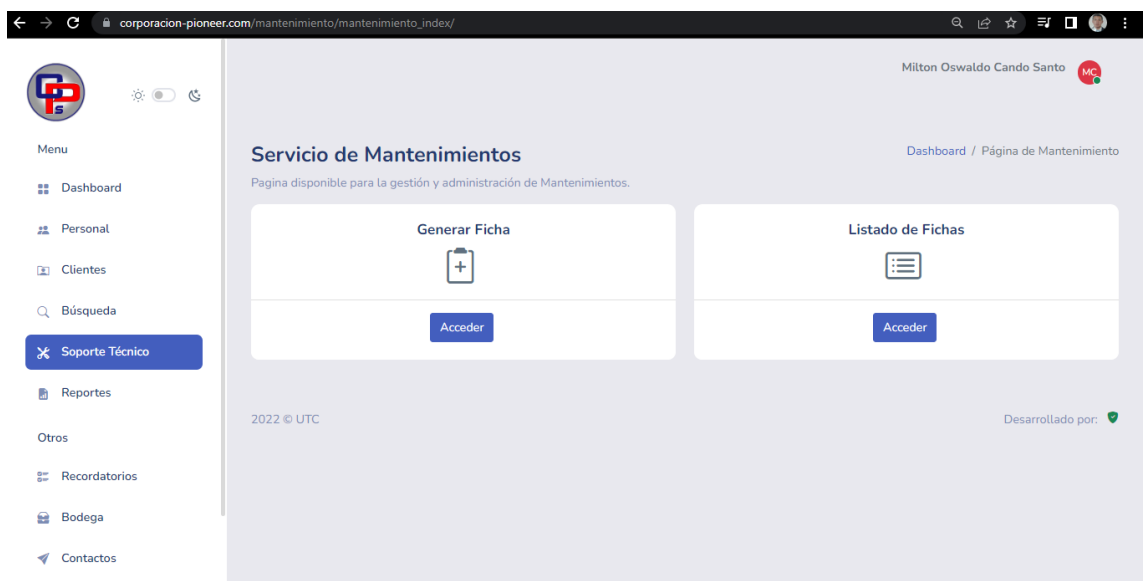 corporacion-pioneer.com/mantenimiento/mantenimiento_index/
Milton Oswaldo Cando Santo
MC
CPPs
Menu
Dashboard
Personal
Clientes
Búsqueda
Soporte Técnico
Reportes
Otros
Recordatorios
Bodega
Contactos
Servicio de Mantenimientos
Dashboard / Página de Mantenimiento
Pagina disponible para la gestión y administración de Mantenimientos.
Generar Ficha
Acceder
Listado de Fichas
Acceder
2022 © UTC
Desarrollado por: